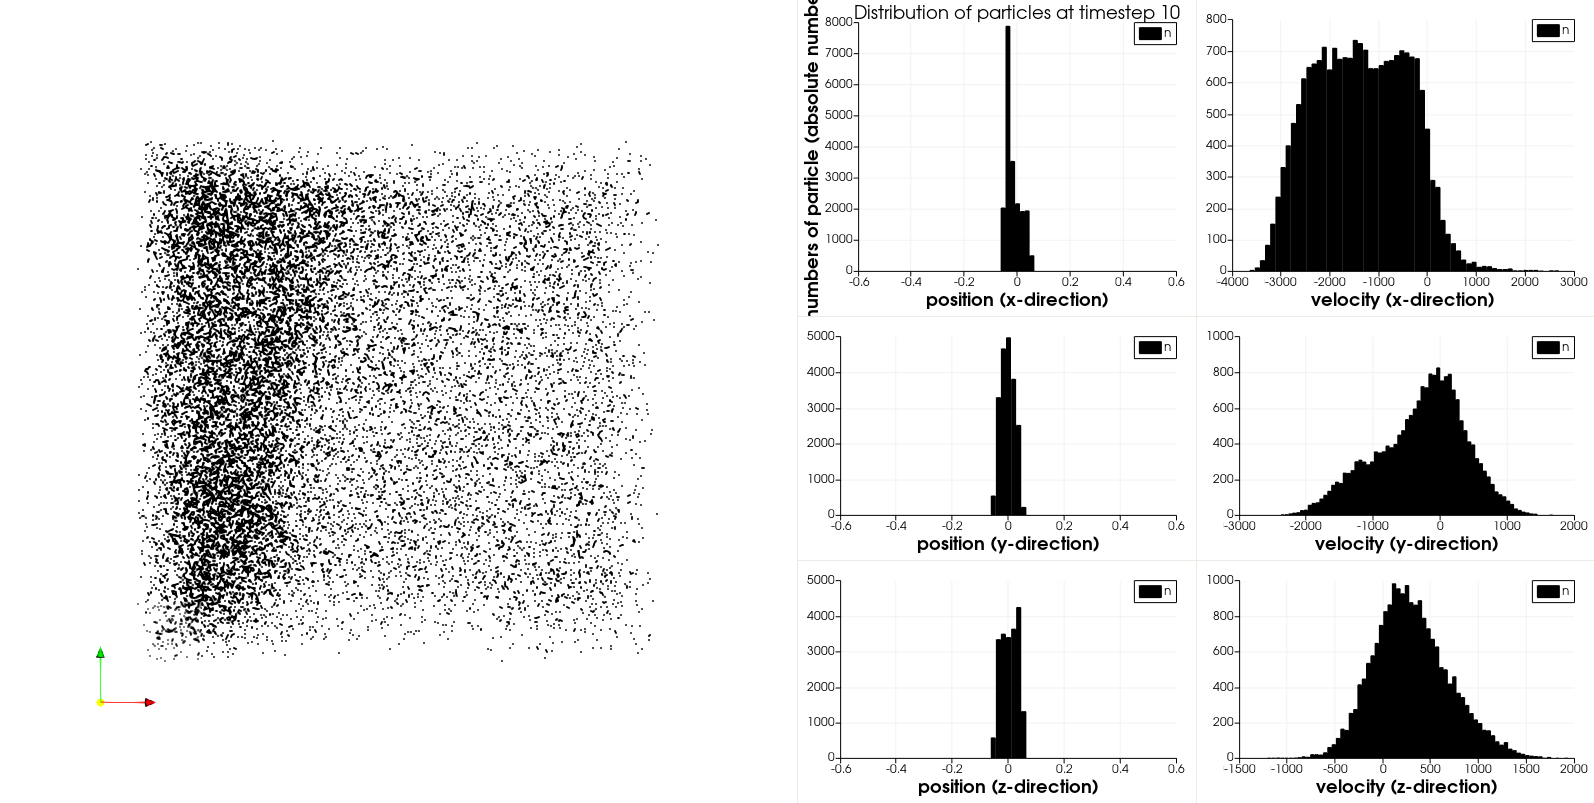 Distribution of particles at timestep 10
numbers of particle (absolute numbe
8000
7000
6000
5000
4000
3000
2000
1000
0
-0.6 -0.4 -0.2 0 0.2 0.4 0.6
position (x-direction)
n
800
700
600
500
400
300
200
100
0
-4000 -3000 -2000 -1000 0 1000 2000 3000
velocity (x-direction)
n
5000
4000
3000
2000
1000
0
-0.6 -0.4 -0.2 0 0.2 0.4 0.6
position (y-direction)
n
1000
800
600
400
200
0
-3000 -2000 -1000 0 1000 2000
velocity (y-direction)
n
5000
4000
3000
2000
1000
0
-0.6 -0.4 -0.2 0 0.2 0.4 0.6
position (z-direction)
n
1000
800
600
400
200
0
-1500 -1000 -500 0 500 1000 1500 2000
velocity (z-direction)
n